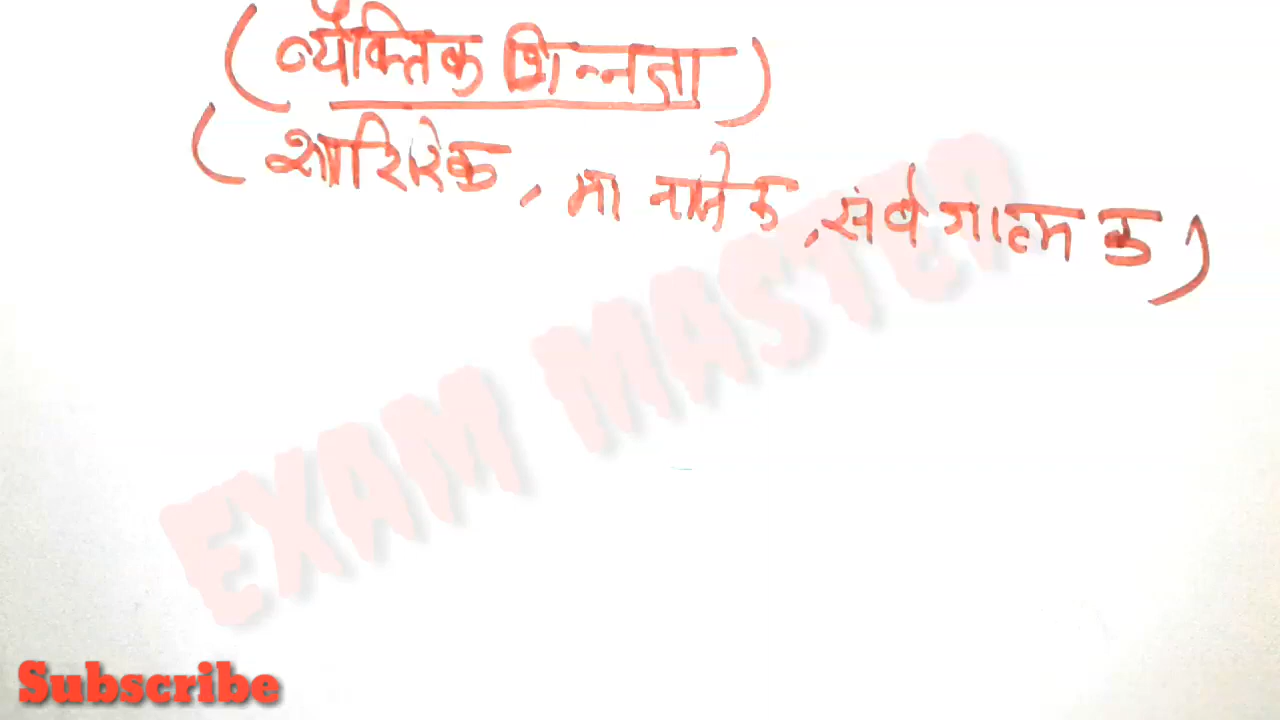 (व्यैक्तिक भिन्नता)
(शारिरिक, मानसिक, संवेगात्मक)
EXAM MASTER
Subscribe